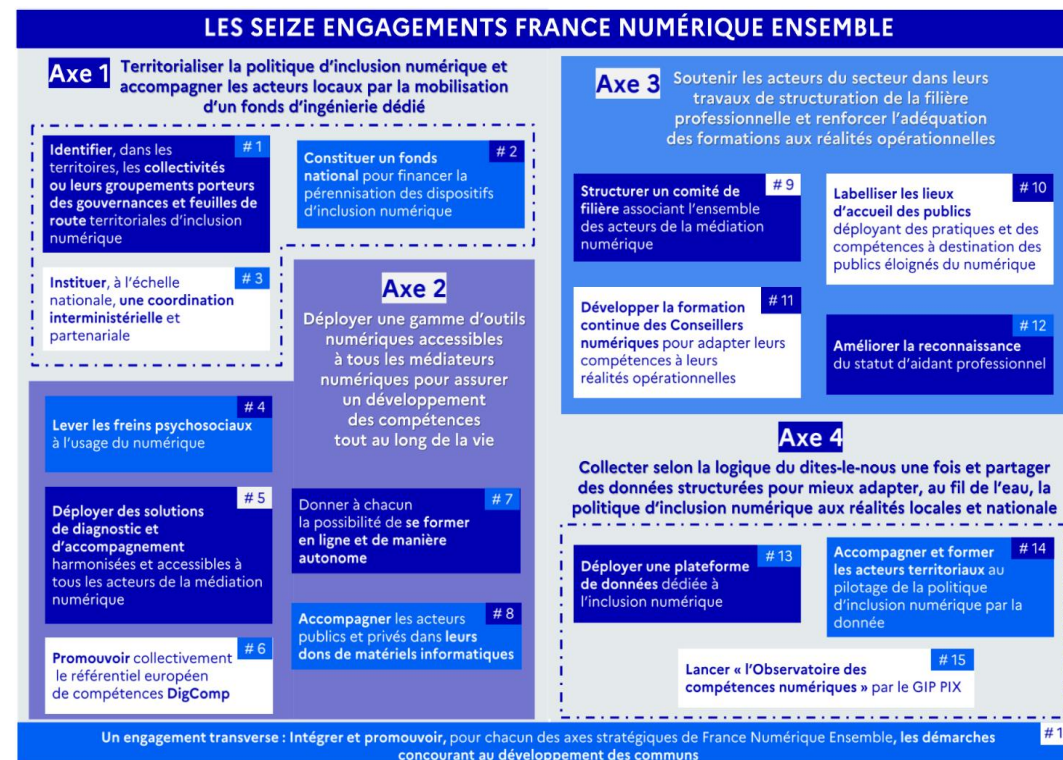 LES SEIZE ENGAGEMENTS FRANCE NUMÉRIQUE ENSEMBLE
Axe 1
Territorialiser la politique d'inclusion numérique et
accompagner les acteurs locaux par la mobilisation
d'un fonds d'ingénierie dédié
# 1
Identifier, dans les
territoires, les collectivités
ou leurs groupements porteurs
des gouvernances et feuilles de
route territoriales d'inclusion
numérique
# 2
Constituer un fonds
national pour financer la
pérennisation des dispositifs
d'inclusion numérique
# 3
Instituer, à l'échelle
nationale, une coordination
interministérielle et
partenariale
Axe 2
Déployer une gamme d'outils
numériques accessibles
à tous les médiateurs
numériques pour assurer
un développement
des compétences
tout au long de la vie
# 4
Lever les freins psychosociaux
à l'usage du numérique
# 5
Déployer des solutions
de diagnostic et
d'accompagnement
harmonisées et accessibles à
tous les acteurs de la médiation
numérique
# 6
Promouvoir collectivement
le référentiel européen
de compétences DigComp
# 7
Donner à chacun
la possibilité de se former
en ligne et de manière
autonome
# 8
Accompagner les acteurs
publics et privés dans leurs
dons de matériels informatiques
Axe 3
Soutenir les acteurs du secteur dans leurs
travaux de structuration de la filière
professionnelle et renforcer l'adéquation
des formations aux réalités opérationnelles
# 9
Structurer un comité de
filière associant l'ensemble
des acteurs de la médiation
numérique
# 10
Labelliser les lieux
d'accueil des publics
déployant des pratiques et des
compétences à destination des
publics éloignés du numérique
# 11
Développer la formation
continue des Conseillers
numériques pour adapter leurs
compétences à leurs
réalités opérationnelles
# 12
Améliorer la reconnaissance
du statut d'aidant professionnel
Axe 4
Collecter selon la logique du dites-le-nous une fois et partager
des données structurées pour mieux adapter, au fil de l'eau, la
politique d'inclusion numérique aux réalités locales et nationale
# 13
Déployer une plateforme
de données dédiée à
l'inclusion numérique
# 14
Accompagner et former
les acteurs territoriaux au
pilotage de la politique
d'inclusion numérique par la
donnée
# 15
Lancer « l'Observatoire des
compétences numériques » par le GIP PIX
Un engagement transverse : Intégrer et promouvoir, pour chacun des axes stratégiques de France Numérique Ensemble, les démarches
concourant au développement des communs
# 1